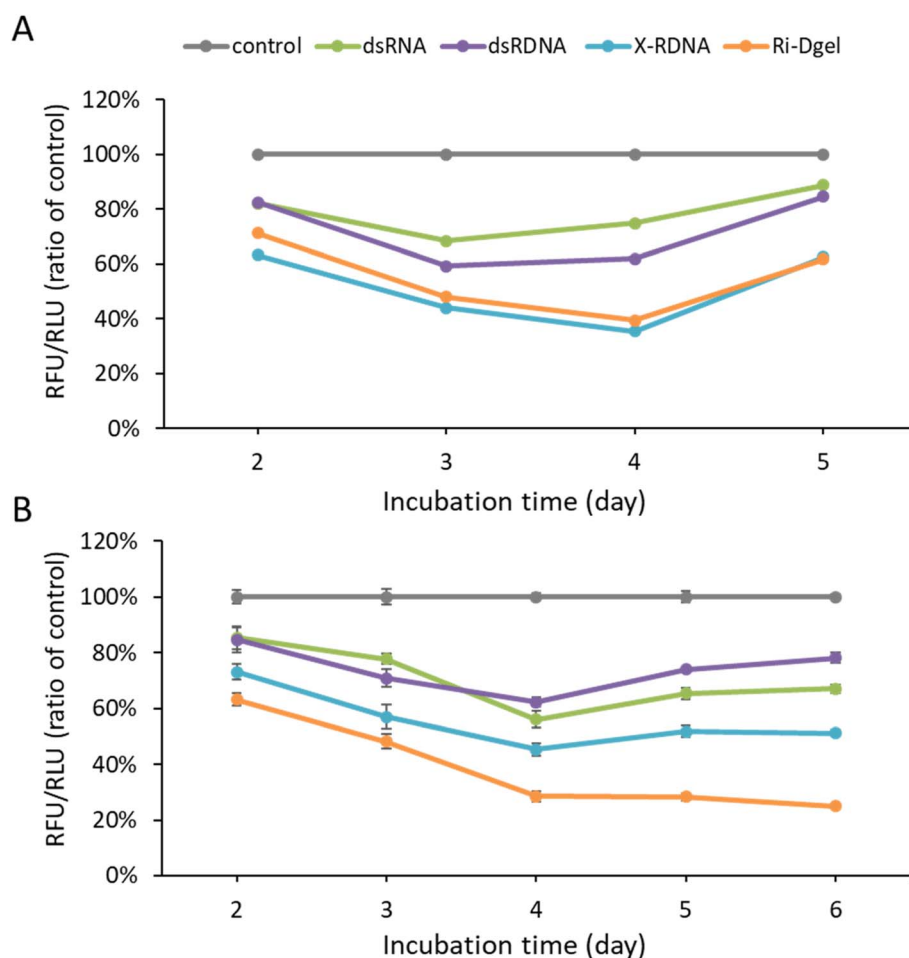 A
control dsRNA dsRDNA X-RDNA Ri-Dgel
RFU/RLU (ratio of control)
120%
100%
80%
60%
40%
20%
0%
2 3 4 5
Incubation time (day)
B
RFU/RLU (ratio of control)
120%
100%
80%
60%
40%
20%
0%
2 3 4 5 6
Incubation time (day)